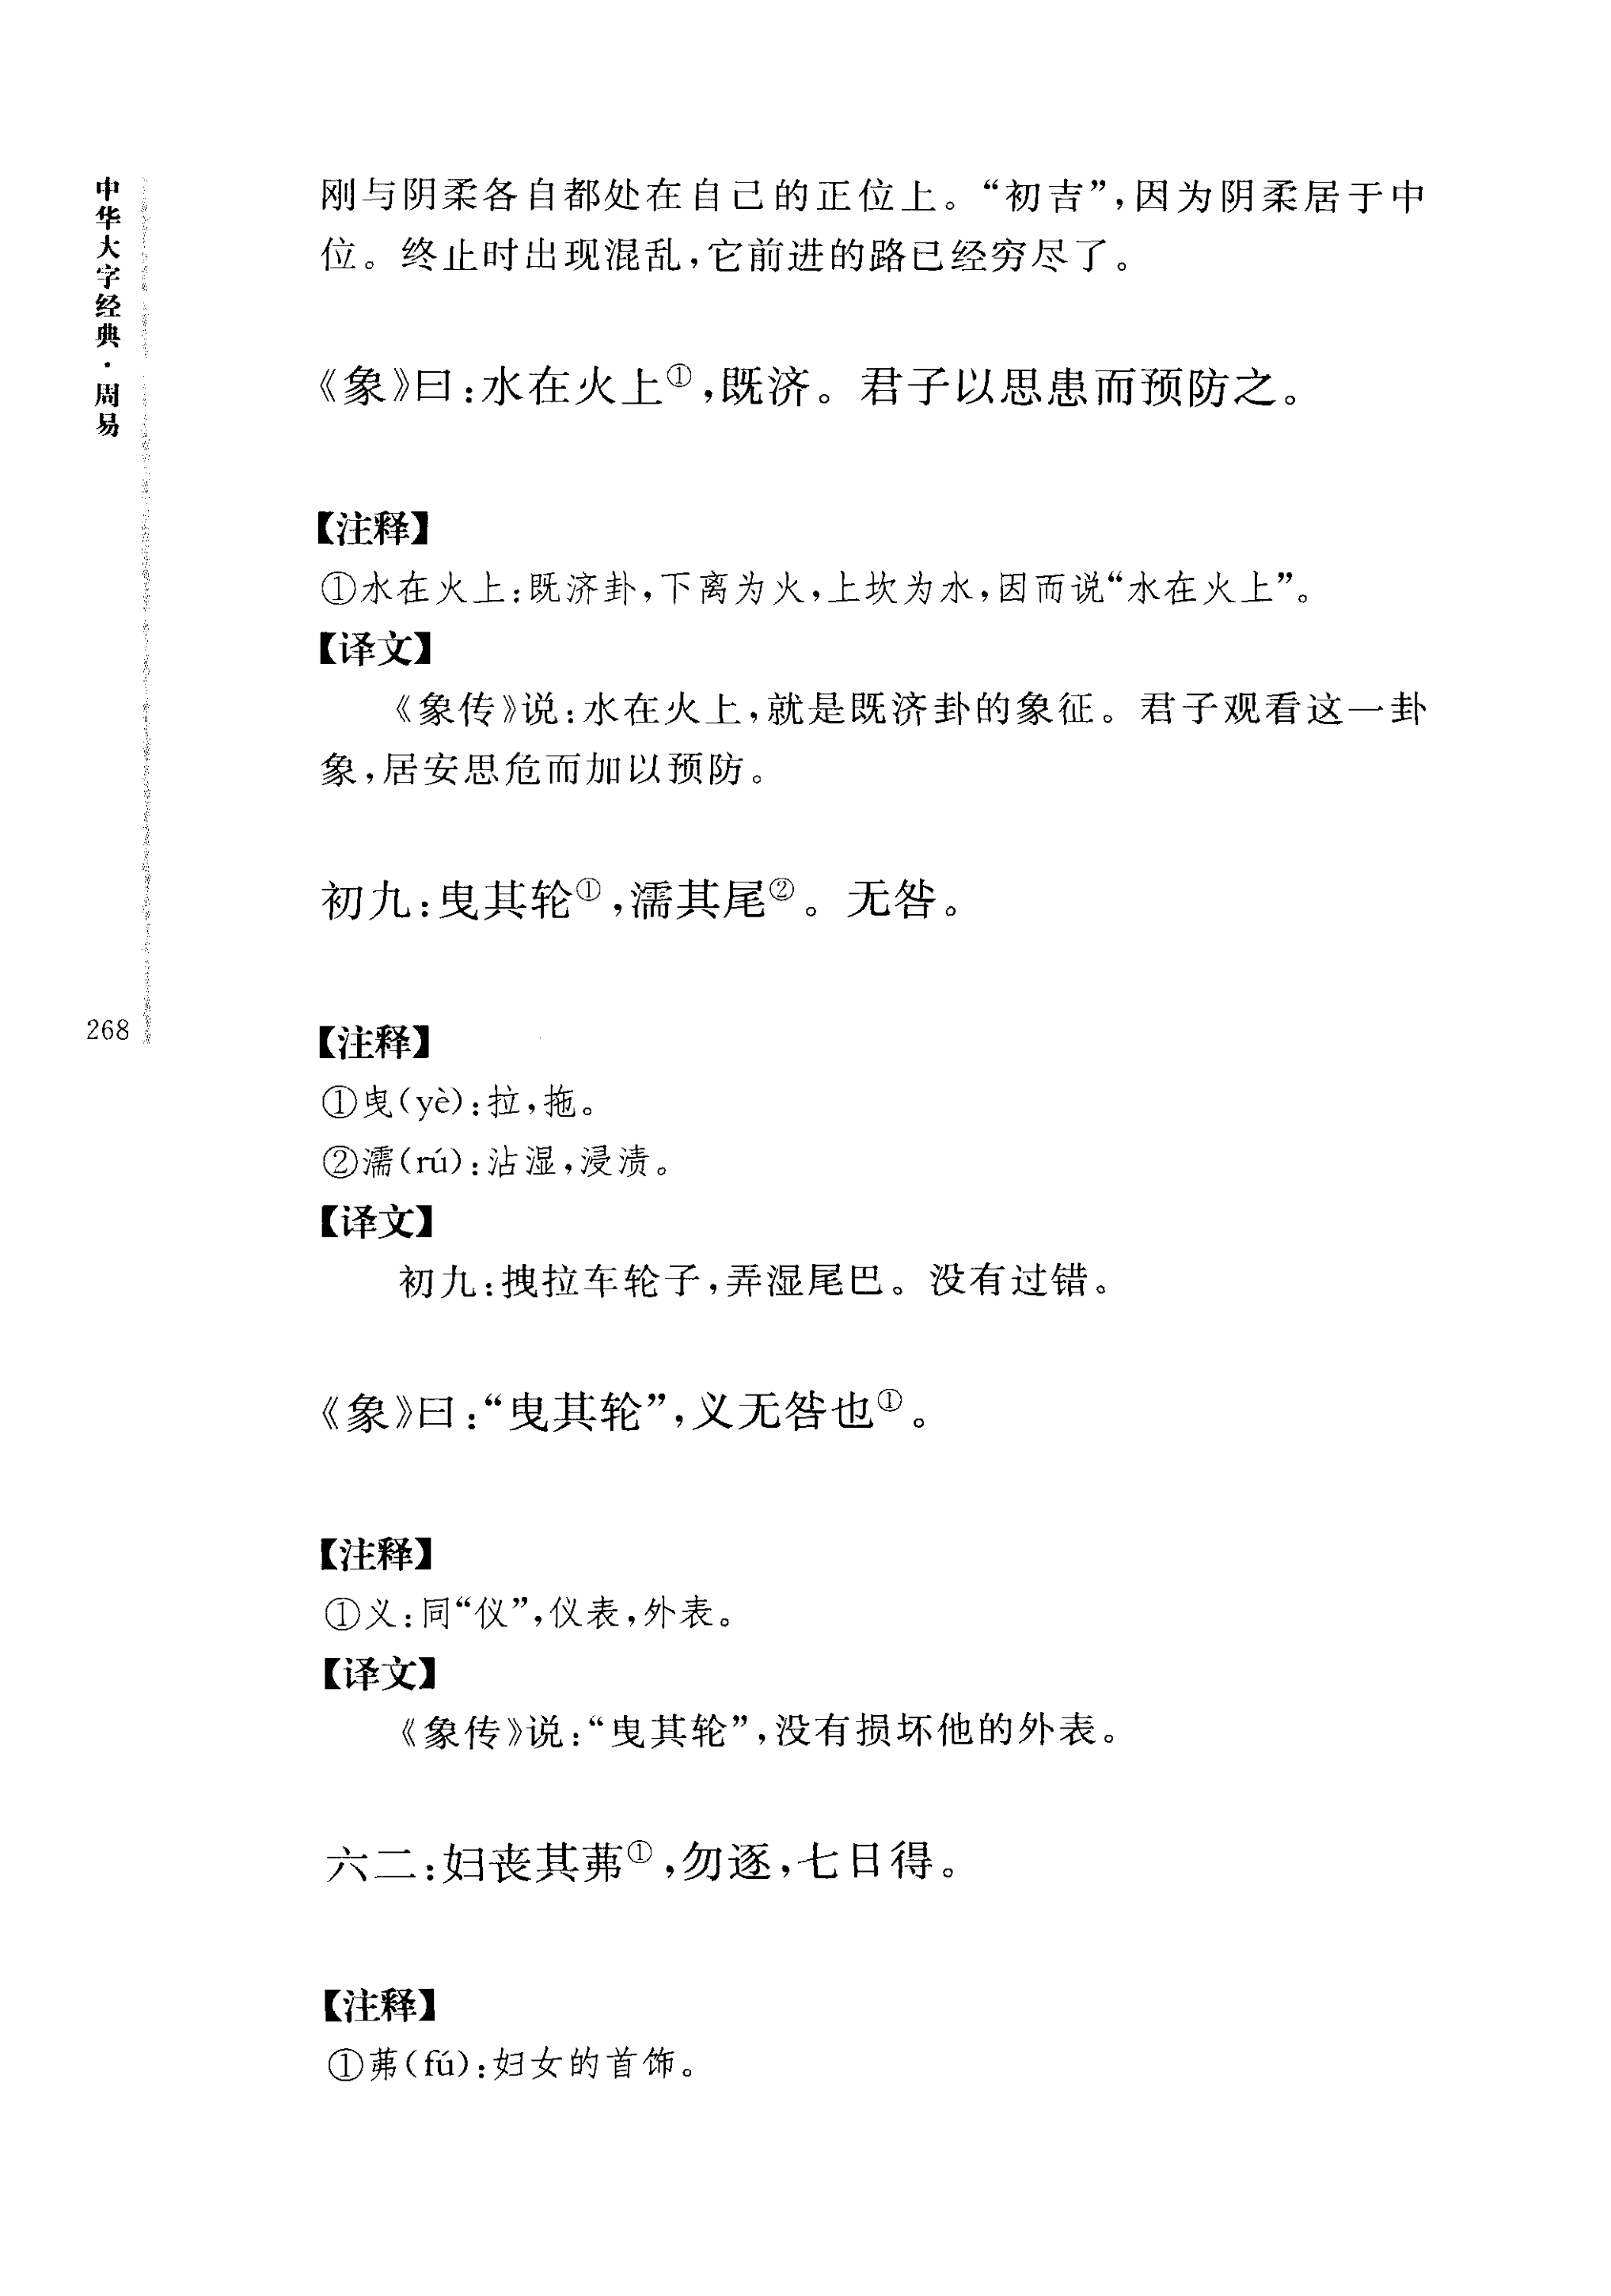 中华大字经典·周易
268
刚与阴柔各自都处在自己的正位上。“初吉”,因为阴柔居于中
位。终止时出现混乱,它前进的路已经穷尽了。
《象》曰:水在火上①,既济。君子以思患而预防之。
【注释】
①水在火上:既济卦,下离为火,上坎为水,因而说“水在火上”。
【译文】
《象传》说:水在火上,就是既济卦的象征。君子观看这一卦
象,居安思危而加以预防。
初九:曳其轮①,濡其尾②。无咎。
【注释】
①曳(yè):拉,拖。
②濡(rú):沾湿,浸渍。
【译文】
初九:拽拉车轮子,弄湿尾巴。没有过错。
《象》曰:“曳其轮”,义无咎也①。
【注释】
①义:同“仪”,仪表,外表。
【译文】
《象传》说:“曳其轮”,没有损坏他的外表。
六二:妇丧其茀①,勿逐,七日得。
【注释】
①茀(fú):妇女的首饰。